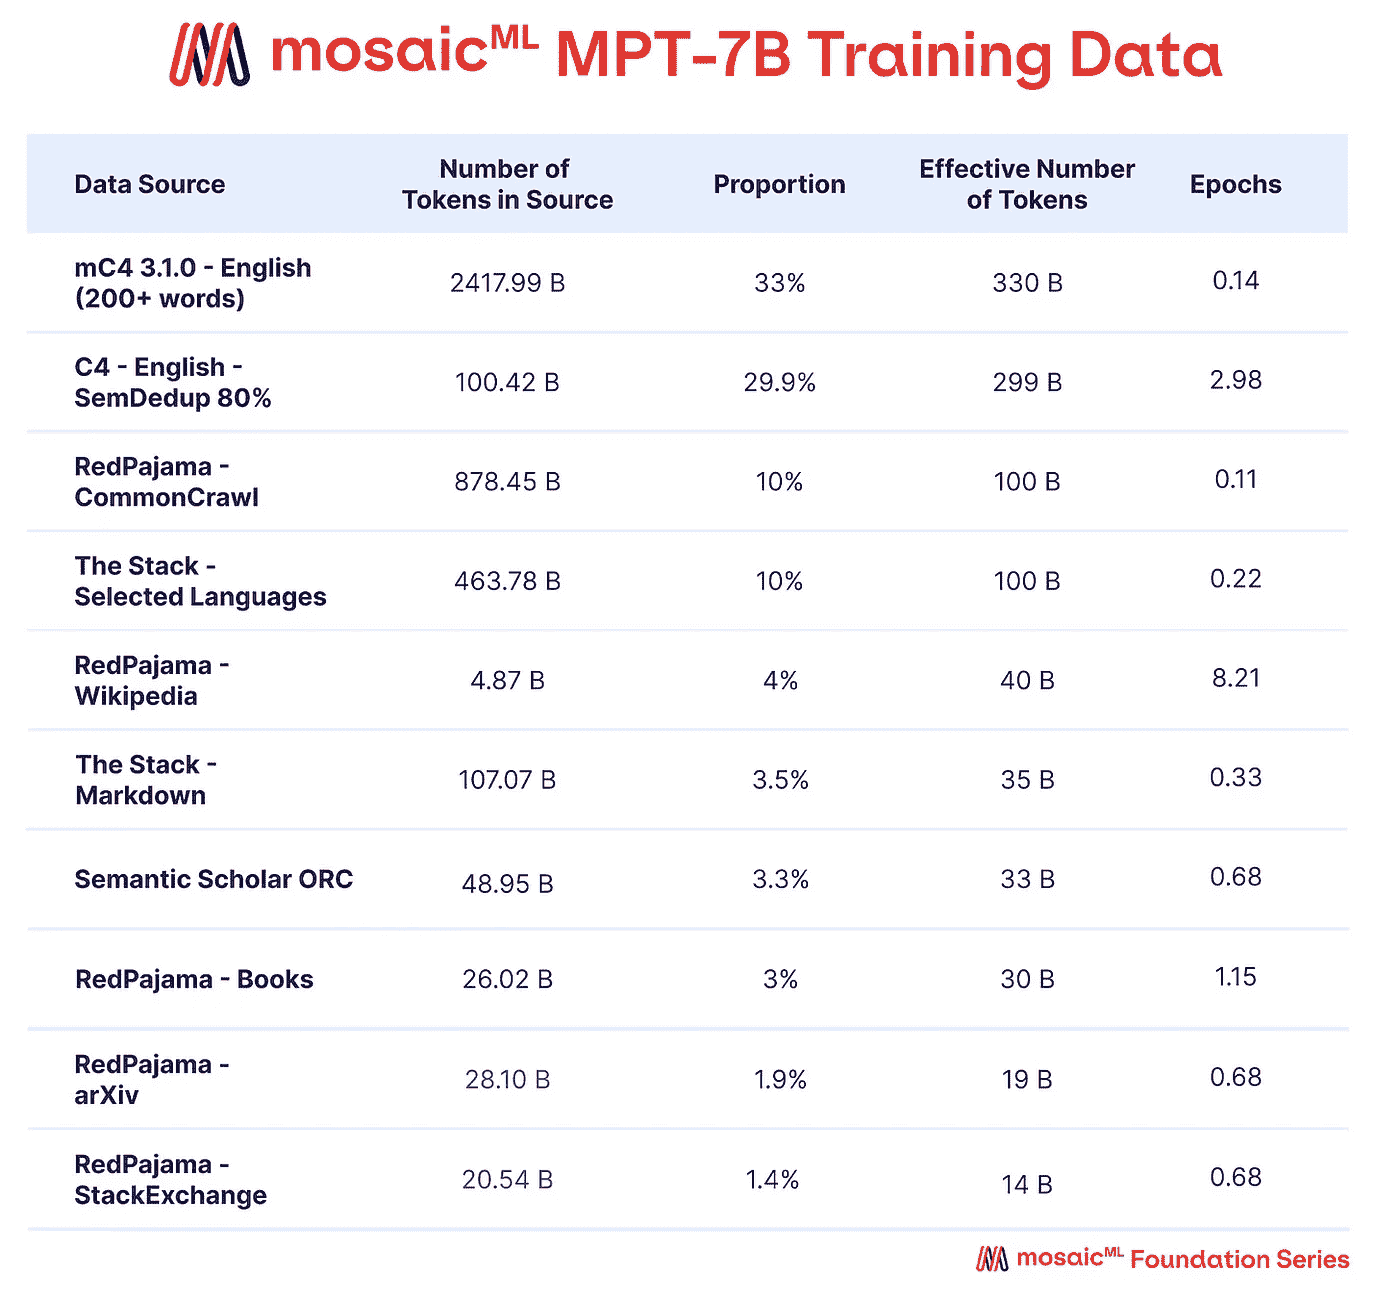 mosaicML MPT-7B Training Data
Data Source Number of Tokens in Source Proportion Effective Number of Tokens Epochs
mC4 3.1.0 - English (200+ words) 2417.99 B 33% 330 B 0.14
C4 - English - SemDedup 80% 100.42 B 29.9% 299 B 2.98
RedPajama - CommonCrawl 878.45 B 10% 100 B 0.11
The Stack - Selected Languages 463.78 B 10% 100 B 0.22
RedPajama - Wikipedia 4.87 B 4% 40 B 8.21
The Stack - Markdown 107.07 B 3.5% 35 B 0.33
Semantic Scholar ORC 48.95 B 3.3% 33 B 0.68
RedPajama - Books 26.02 B 3% 30 B 1.15
RedPajama - arXiv 28.10 B 1.9% 19 B 0.68
RedPajama - StackExchange 20.54 B 1.4% 14 B 0.68
mosaicML Foundation Series